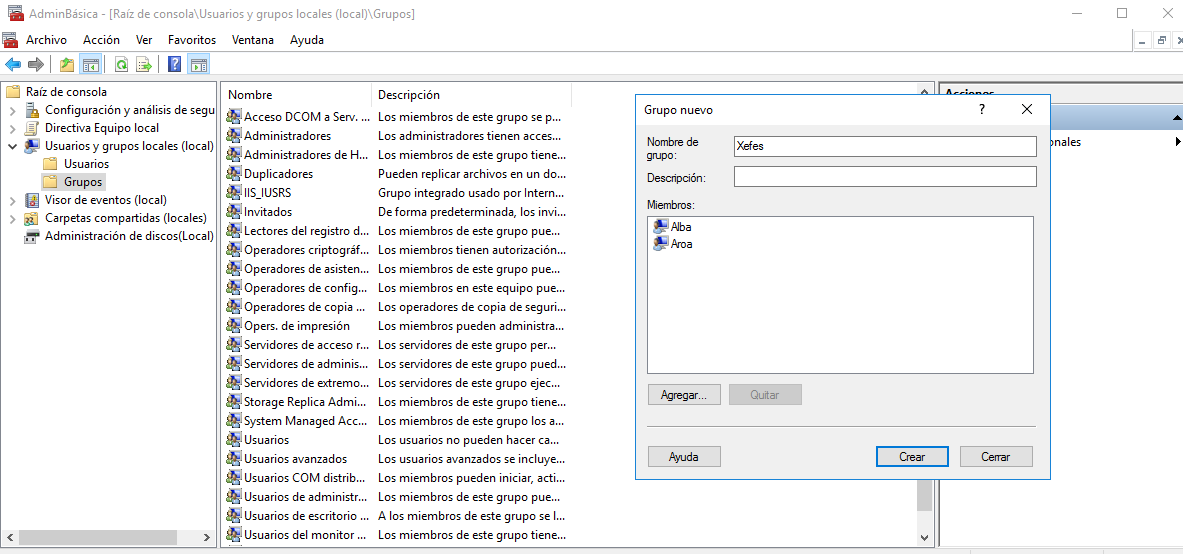 AdminBásica - [Raíz de consola\Usuarios y grupos locales (local)\Grupos]
Archivo Acción Ver Favoritos Ventana Ayuda
Raíz de consola
Configuración y análisis de segu
Directiva Equipo local
Usuarios y grupos locales (local)
Usuarios
Grupos
Visor de eventos (local)
Carpetas compartidas (locales)
Administración de discos(Local)
Nombre Descripción
Acceso DCOM a Serv. ... Los miembros de este grupo se p...
Administradores Los administradores tienen acces...
Administradores de H... Los miembros de este grupo tiene...
Duplicadores Pueden replicar archivos en un do...
IIS_IUSRS Grupo integrado usado por Intern...
Invitados De forma predeterminada, los invi...
Lectores del registro d... Los miembros de este grupo pue...
Operadores criptográf... Los miembros tienen autorización...
Operadores de asisten... Los miembros de este grupo pue...
Operadores de config... Los miembros en este equipo pue...
Operadores de copia ... Los operadores de copia de seguri...
Opers. de impresión Los miembros pueden administra...
Servidores de acceso r... Los servidores de este grupo per...
Servidores de adminis... Los servidores de este grupo pued...
Servidores de extremo... Los servidores de este grupo ejec...
Storage Replica Admi... Los miembros de este grupo tiene...
System Managed Acc... Los miembros de este grupo los a...
Usuarios Los usuarios no pueden hacer ca...
Usuarios avanzados Los usuarios avanzados se incluye...
Usuarios COM distrib... Los miembros pueden iniciar, acti...
Usuarios de administr... Los miembros de este grupo pue...
Usuarios de escritorio ... A los miembros de este grupo se l...
Usuarios del monitor ... Los miembros de este grupo tiene...
Acciones
onales
Grupo nuevo ?
Nombre de
grupo: Xefes
Descripción:
Miembros:
Alba
Aroa
Agregar... Quitar
Ayuda Crear Cerrar